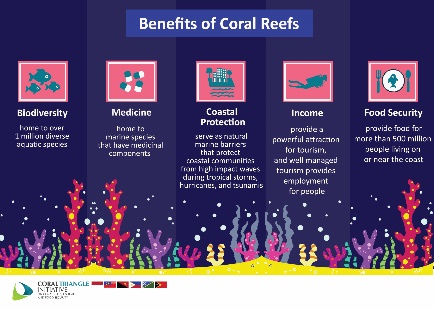 Benefits of Coral Reefs
Biodiversity
home to over
1 million diverse
aquatic species
Medicine
home to
marine species
that have medicinal
components
Coastal
Protection
serve as natural
marine barriers
that protect
coastal communities
from high impact waves
during tropical storms,
hurricanes, and tsunamis
Income
provide a
powerful attraction
for tourism,
and well managed
tourism provides
employment
for people
Food Security
provide food for
more than 500 million
people living on
or near the coast
CORAL TRIANGLE
INITIATIVE